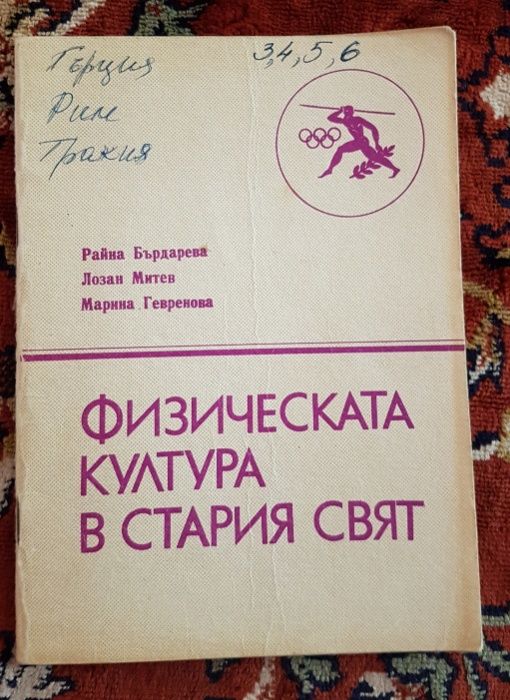 Гърция
3,4,5,6
Рим
Тракия
Райна Бърдарева
Лозан Митев
Марина Гевренова
ФИЗИЧЕСКАТА
КУЛТУРА
В СТАРИЯ СВЯТ